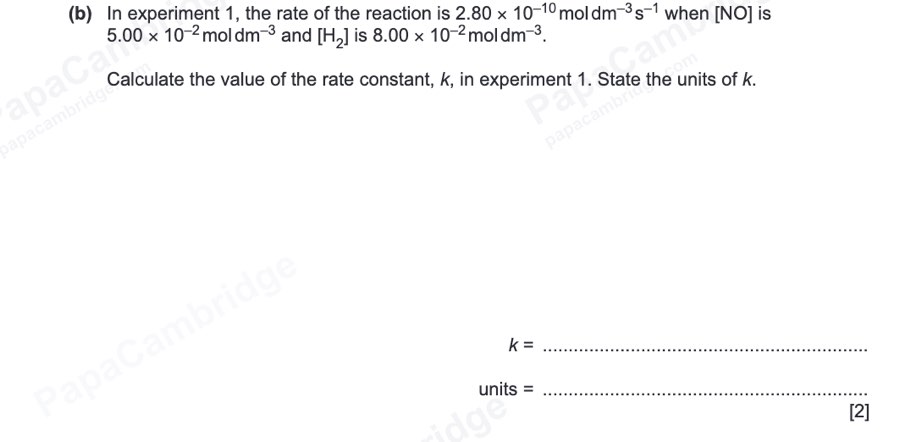 (b) In experiment 1, the rate of the reaction is 2.80 × 10⁻¹⁰ mol dm⁻³ s⁻¹ when [NO] is
5.00 × 10⁻² mol dm⁻³ and [H₂] is 8.00 × 10⁻² mol dm⁻³.
Calculate the value of the rate constant, k, in experiment 1. State the units of k.
PapaCambridge
k = ................................................................
units = ................................................................
[2]